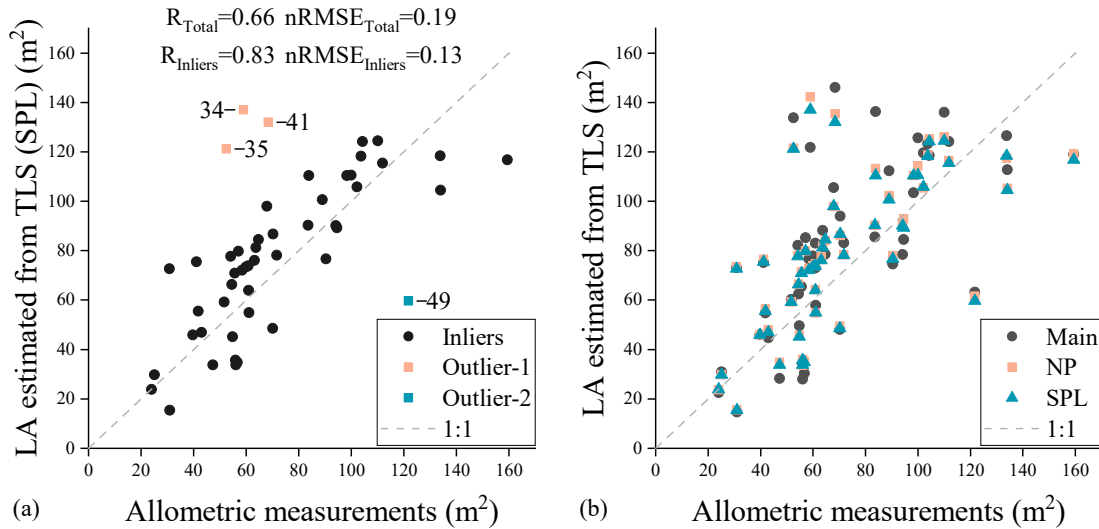 R_Total=0.66 nRMSE_Total=0.19
R_Inliers=0.83 nRMSE_Inliers=0.13
LA estimated from TLS (SPL) (m²)
160
140
120
100
80
60
40
20
0
34
41
35
49
Inliers
Outlier-1
Outlier-2
1:1
0 20 40 60 80 100 120 140 160
(a) Allometric measurements (m²)
LA estimated from TLS (m²)
160
140
120
100
80
60
40
20
0
Main
NP
SPL
1:1
0 20 40 60 80 100 120 140 160
(b) Allometric measurements (m²)